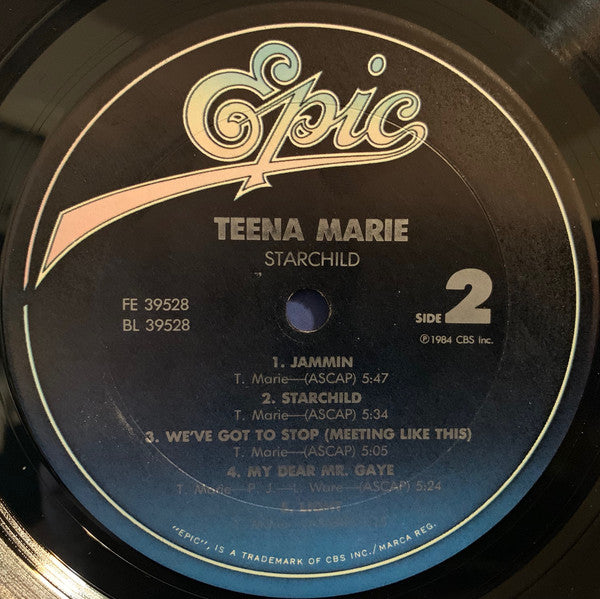 Epic
TEENA MARIE
STARCHILD
FE 39528
BL 39528
SIDE 2
℗1984 CBS Inc.
1. JAMMIN
T. Marie—(ASCAP) 5:47
2. STARCHILD
T. Marie—(ASCAP) 5:34
3. WE'VE GOT TO STOP (MEETING LIKE THIS)
T. Marie—(ASCAP) 5:05
4. MY DEAR MR. GAYE
T. Marie—P. J.—L. Ware—(ASCAP) 5:24
"EPIC", IS A TRADEMARK OF CBS INC./MARCA REG.